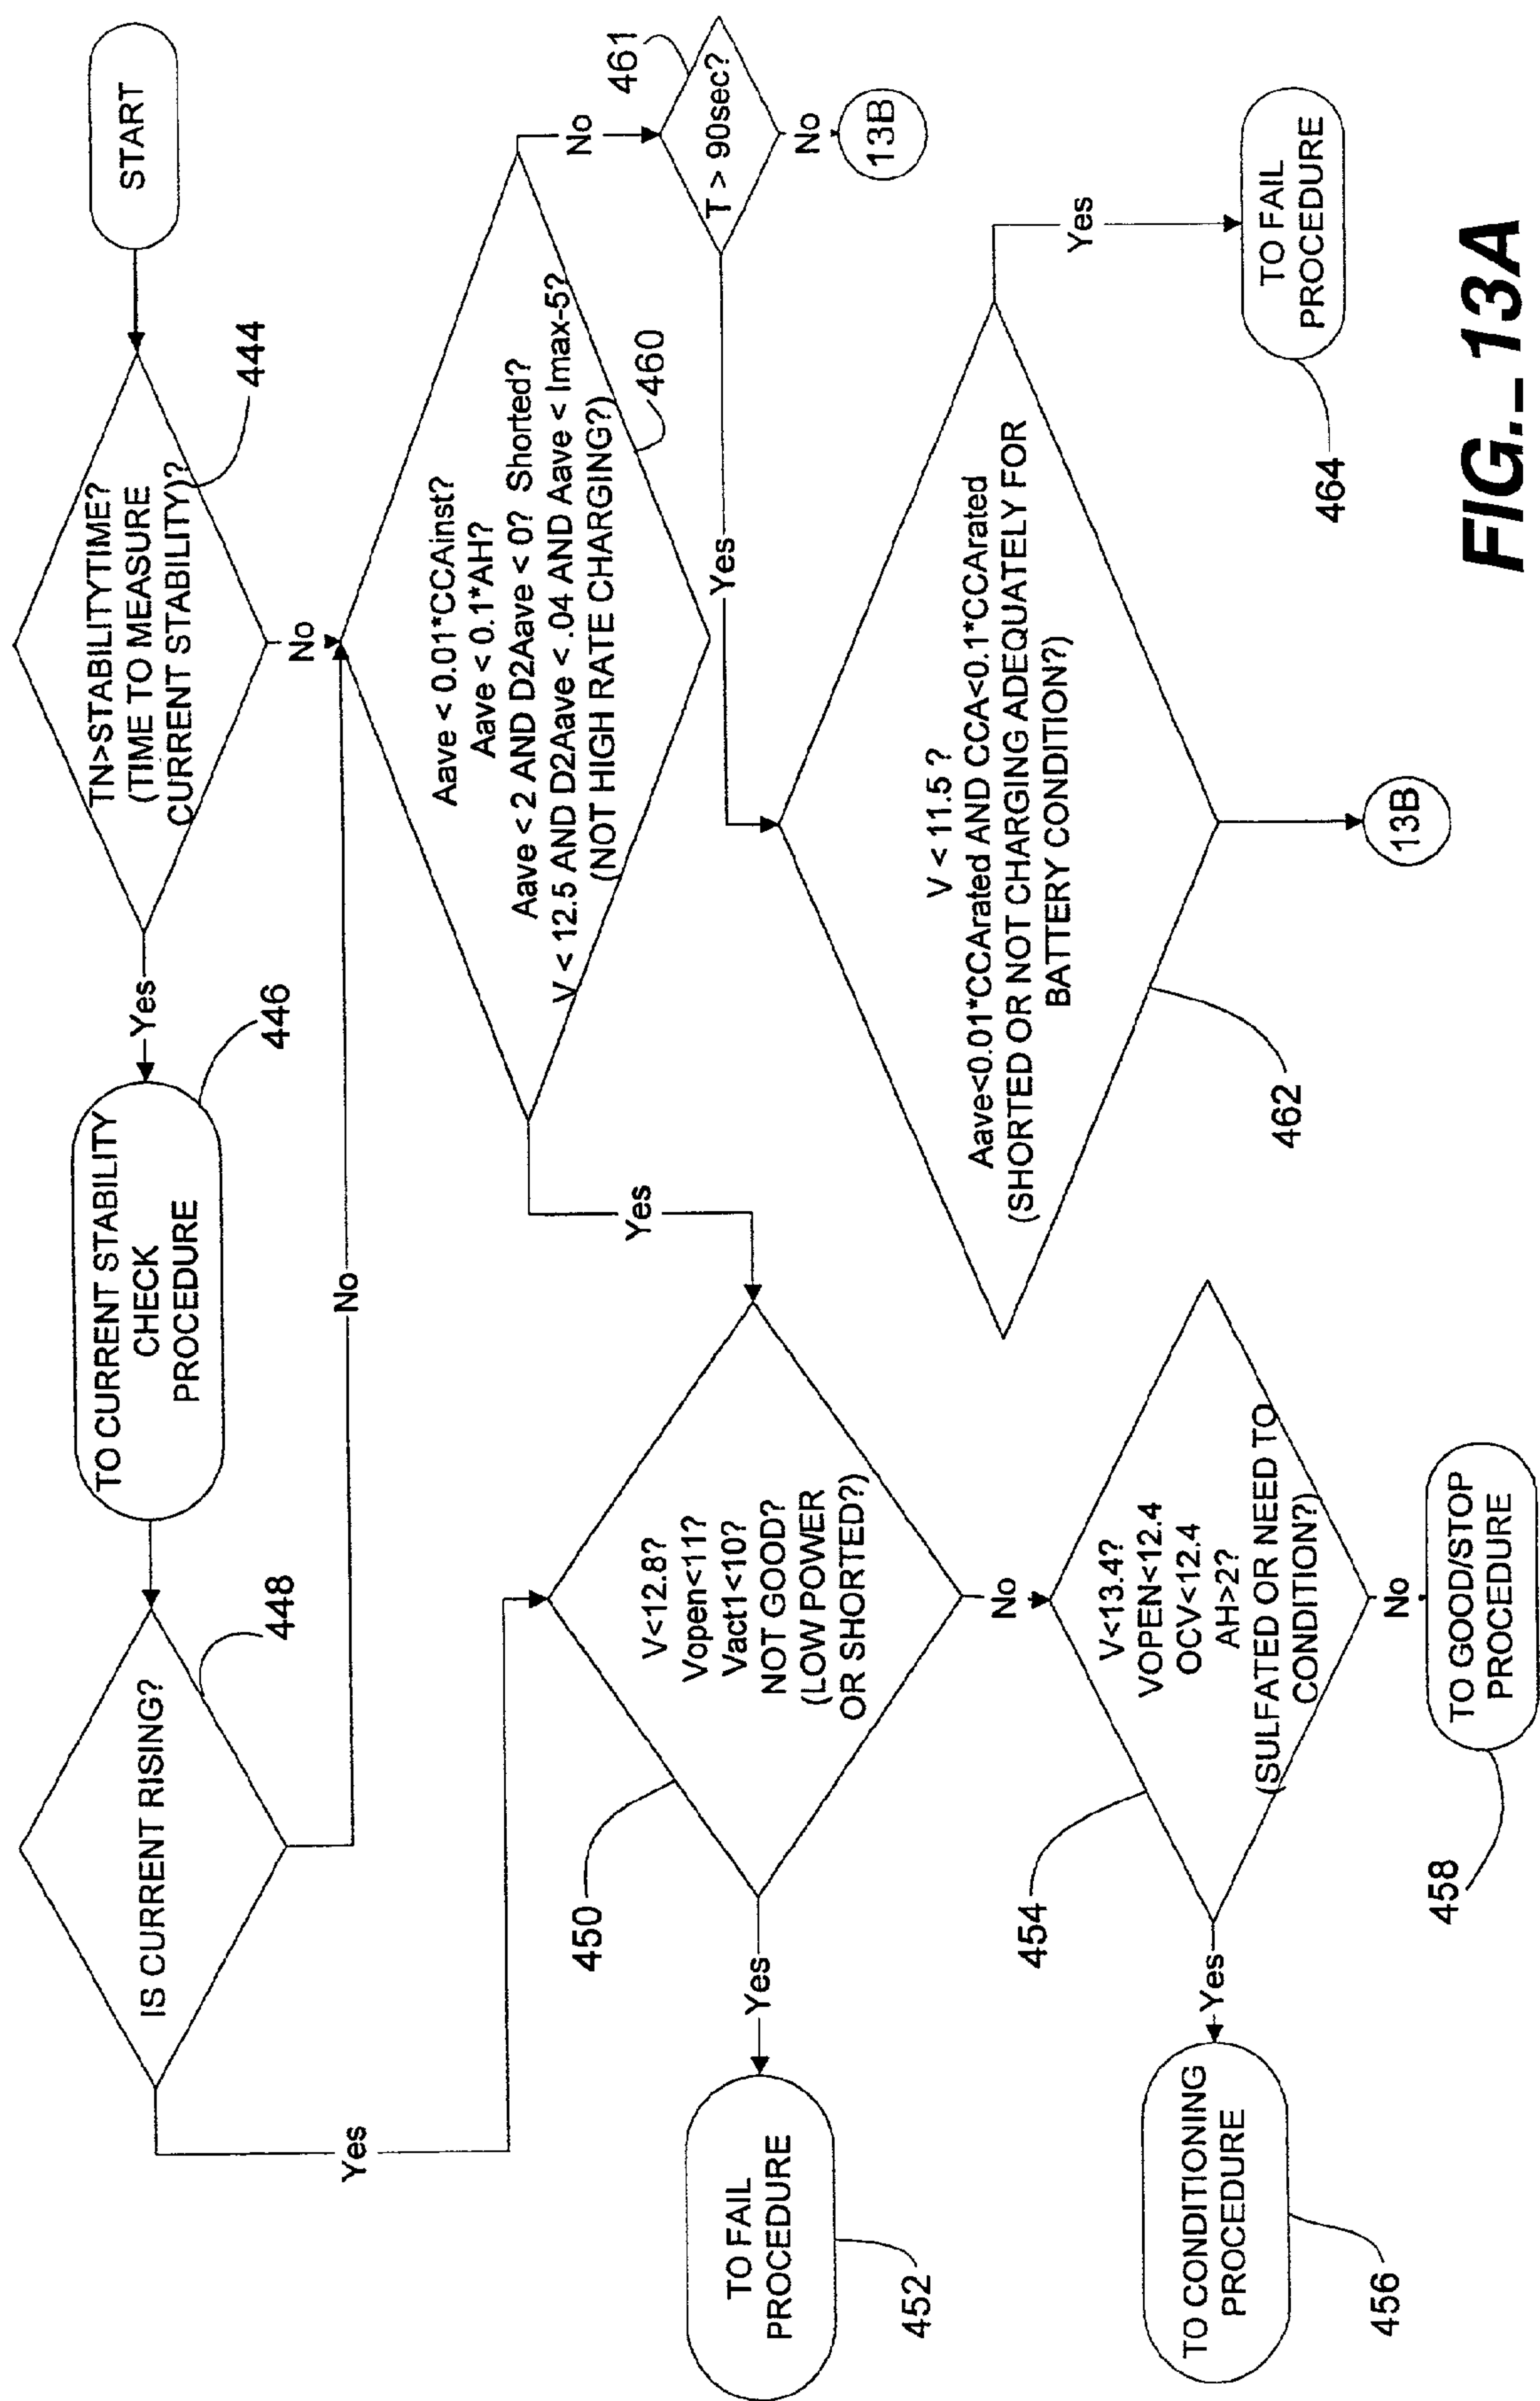 START
TN>STABILITYTIME?
(TIME TO MEASURE
CURRENT STABILITY)?
444
Yes
No
TO CURRENT STABILITY
CHECK
PROCEDURE
446
IS CURRENT RISING?
448
No
Yes
Aave < 0.01*CCAinst?
Aave < 0.1*AH?
Aave < 2 AND D2Aave < 0? Shorted?
V < 12.5 AND D2Aave < .04 AND Aave < Imax-5?
(NOT HIGH RATE CHARGING?)
460
No
Yes
T > 90sec?
461
No
13B
Yes
V<12.8?
Vopen<11?
Vact1<10?
NOT GOOD?
(LOW POWER
OR SHORTED?)
450
Yes
No
TO FAIL
PROCEDURE
452
V < 11.5 ?
Aave<0.01*CCArated AND CCA<0.1*CCArated
(SHORTED OR NOT CHARGING ADEQUATELY FOR
BATTERY CONDITION?)
462
Yes
TO FAIL
PROCEDURE
464
13B
V<13.4?
VOPEN<12.4
OCV<12.4
AH>2?
(SULFATED OR NEED TO
CONDITION?)
454
Yes
No
TO CONDITIONING
PROCEDURE
456
TO GOOD/STOP
PROCEDURE
458
FIG._13A